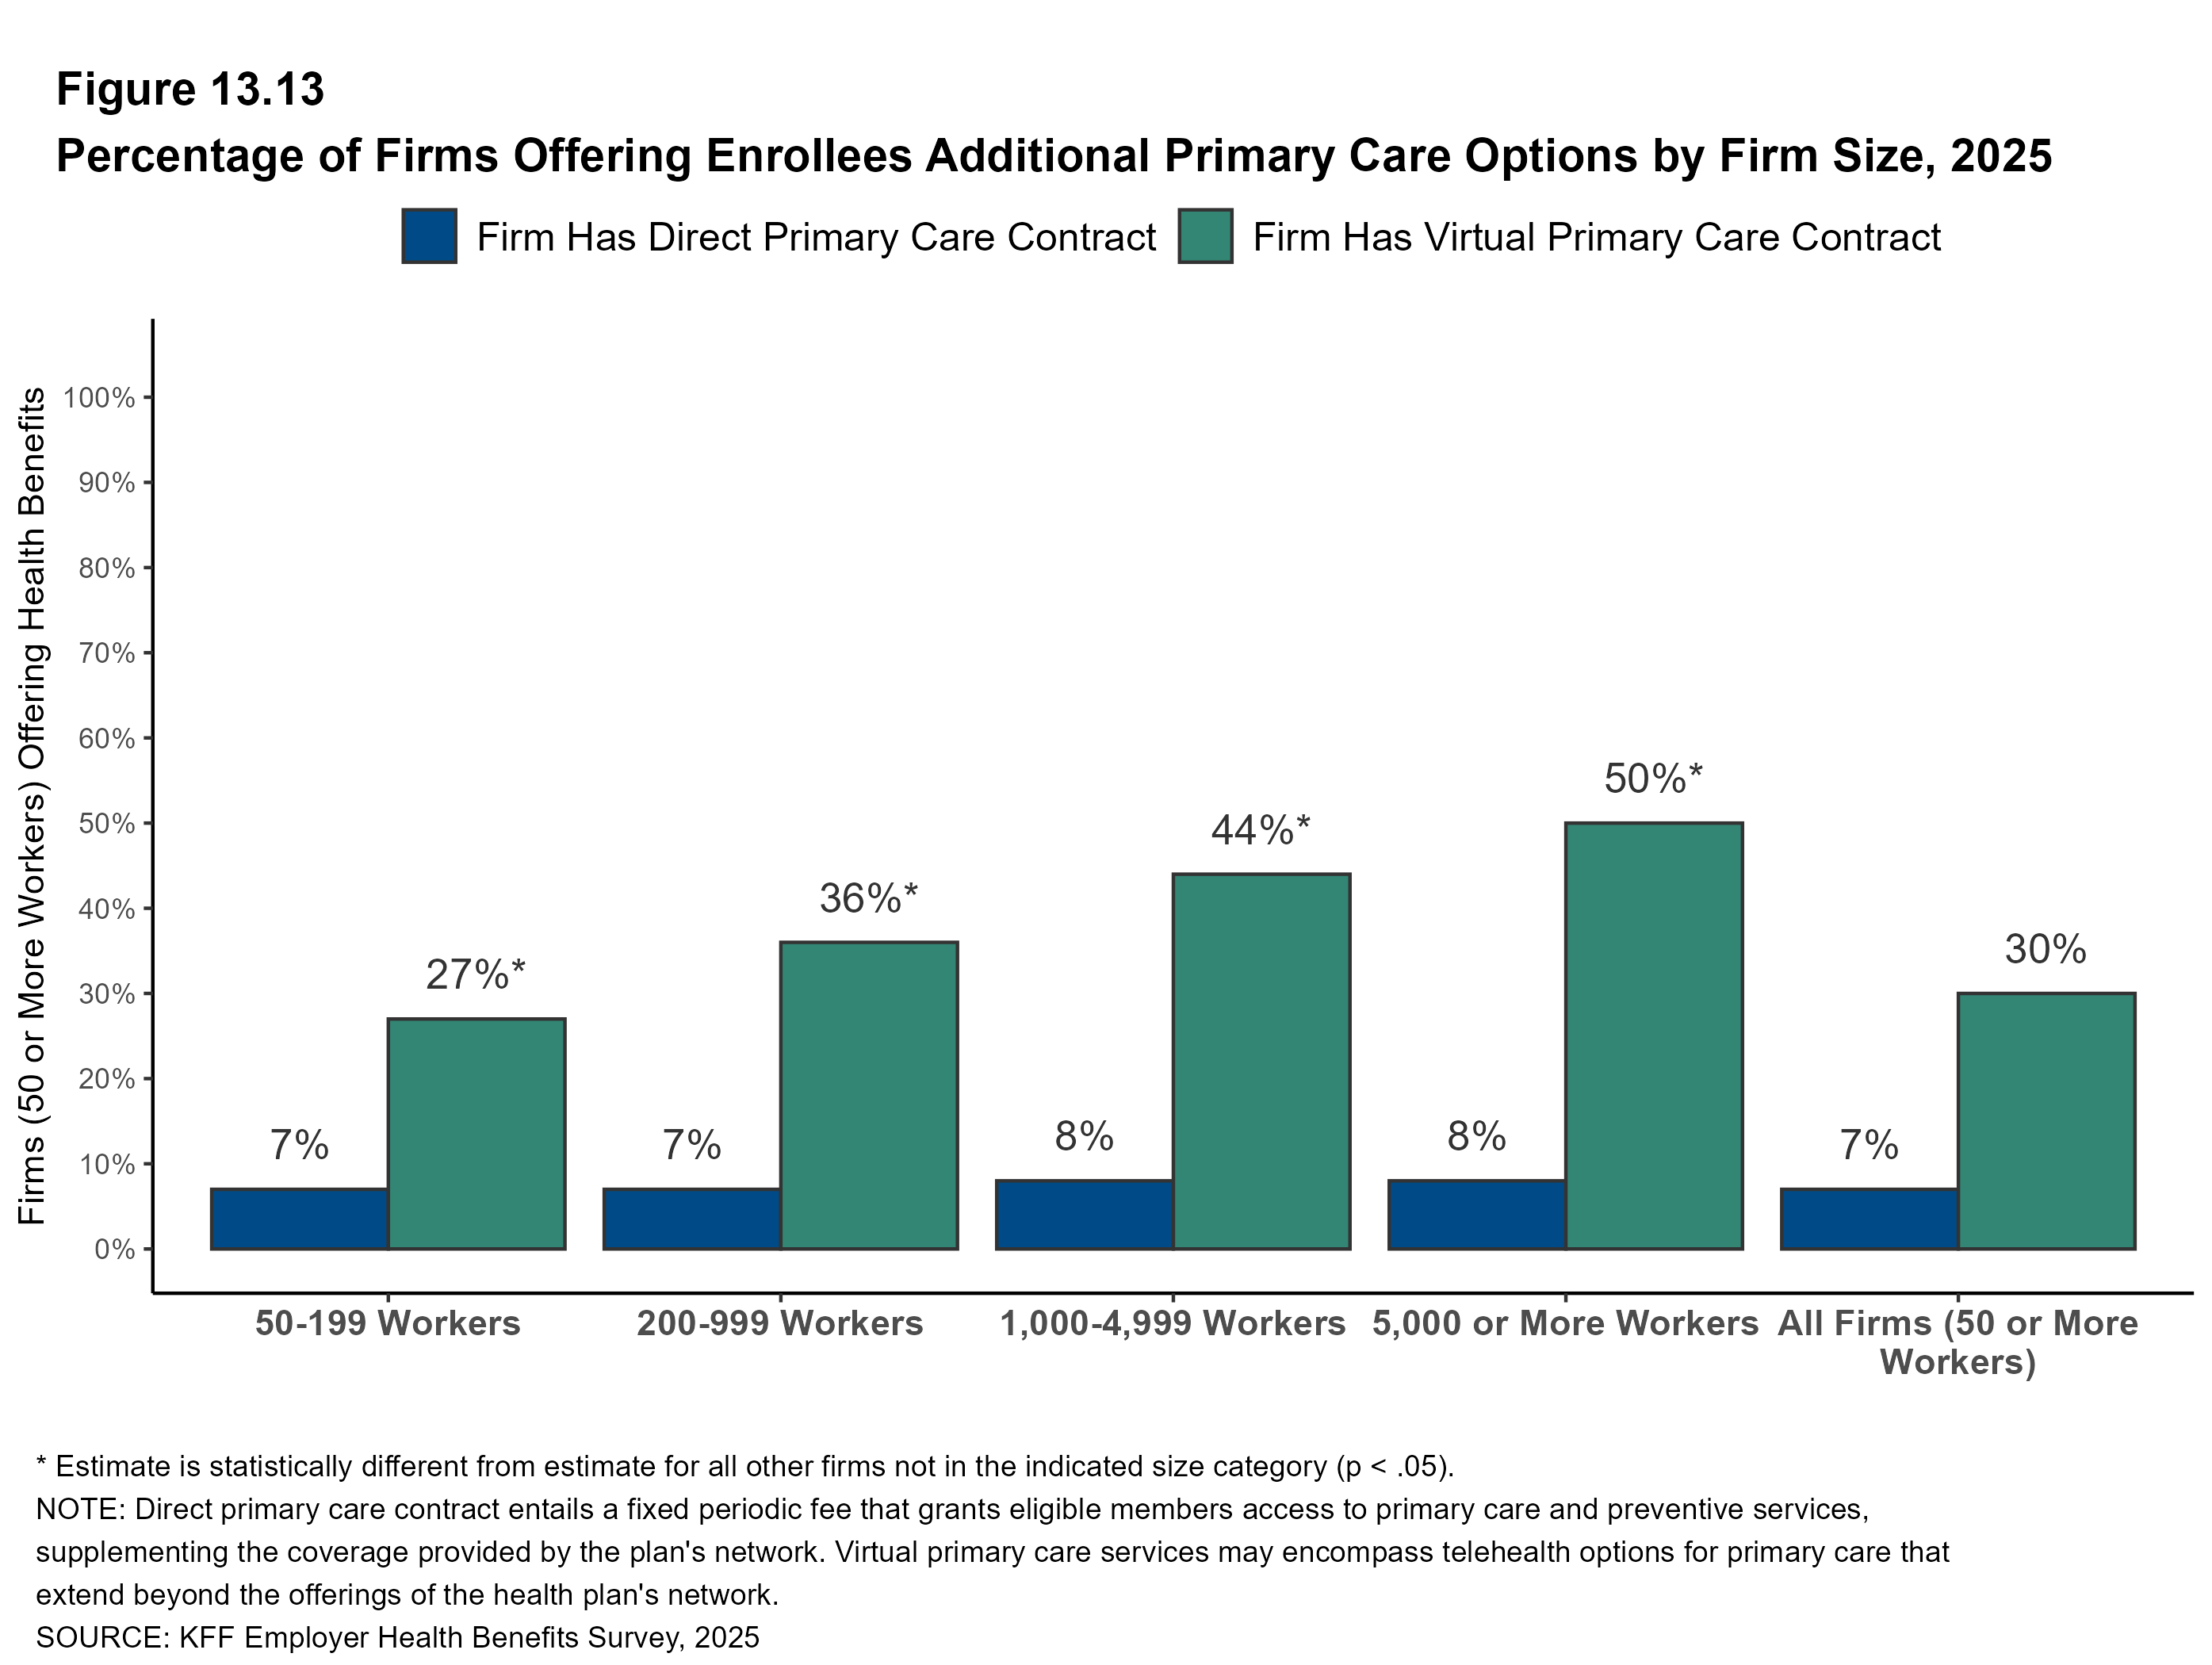 Figure 13.13
Percentage of Firms Offering Enrollees Additional Primary Care Options by Firm Size, 2025
Firm Has Direct Primary Care Contract
Firm Has Virtual Primary Care Contract
Firms (50 or More Workers) Offering Health Benefits
100%
90%
80%
70%
60%
50%
40%
30%
20%
10%
0%
7%
27%*
7%
36%*
8%
44%*
8%
50%*
7%
30%
50-199 Workers
200-999 Workers
1,000-4,999 Workers
5,000 or More Workers
All Firms (50 or More
Workers)
* Estimate is statistically different from estimate for all other firms not in the indicated size category (p < .05).
NOTE: Direct primary care contract entails a fixed periodic fee that grants eligible members access to primary care and preventive services,
supplementing the coverage provided by the plan's network. Virtual primary care services may encompass telehealth options for primary care that
extend beyond the offerings of the health plan's network.
SOURCE: KFF Employer Health Benefits Survey, 2025